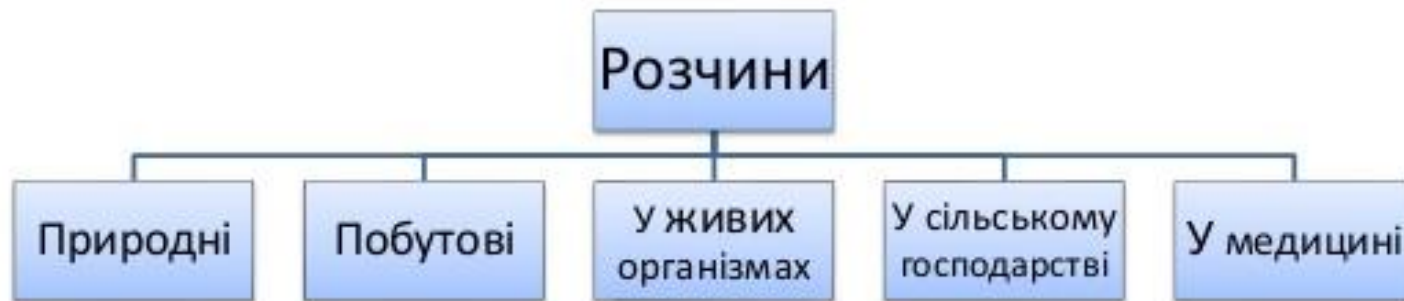 Розчини
Природні
Побутові
У живих
організмах
У сільському
господарстві
У медицині